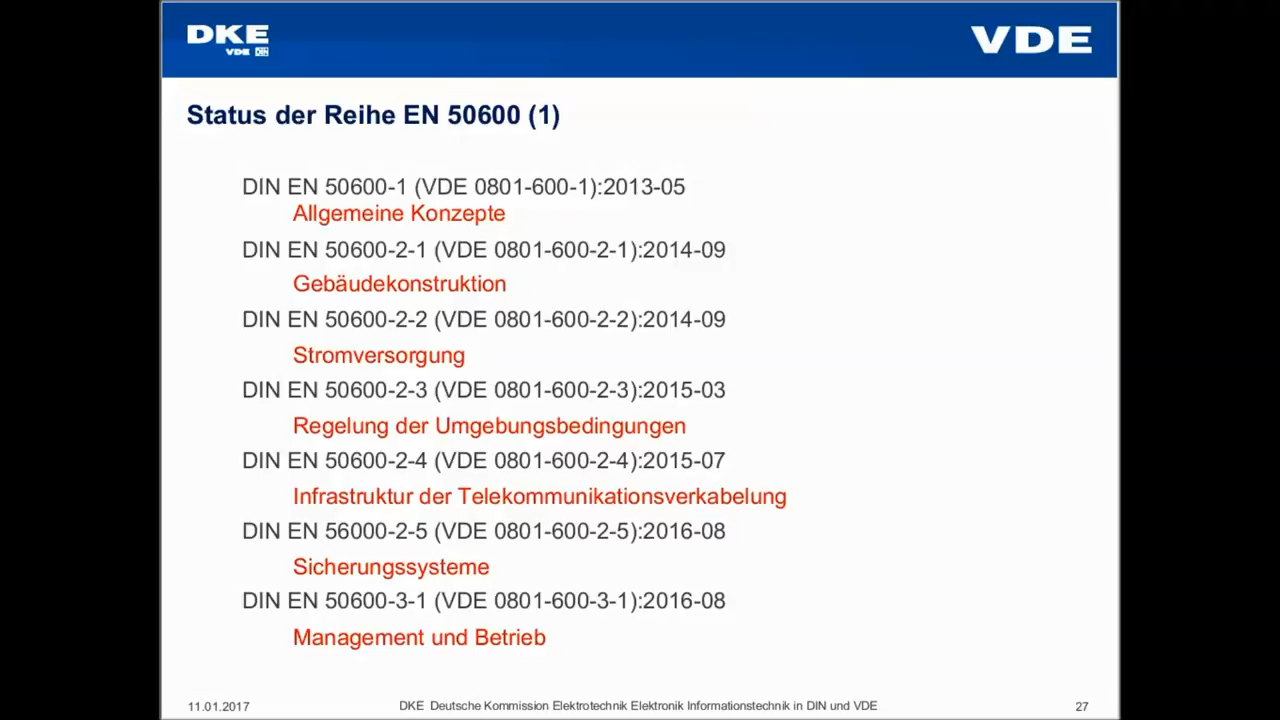 DKE
VDE DIN
VDE
Status der Reihe EN 50600 (1)
DIN EN 50600-1 (VDE 0801-600-1):2013-05
Allgemeine Konzepte
DIN EN 50600-2-1 (VDE 0801-600-2-1):2014-09
Gebäudekonstruktion
DIN EN 50600-2-2 (VDE 0801-600-2-2):2014-09
Stromversorgung
DIN EN 50600-2-3 (VDE 0801-600-2-3):2015-03
Regelung der Umgebungsbedingungen
DIN EN 50600-2-4 (VDE 0801-600-2-4):2015-07
Infrastruktur der Telekommunikationsverkabelung
DIN EN 56000-2-5 (VDE 0801-600-2-5):2016-08
Sicherungssysteme
DIN EN 50600-3-1 (VDE 0801-600-3-1):2016-08
Management und Betrieb
11.01.2017 DKE Deutsche Kommission Elektrotechnik Elektronik Informationstechnik in DIN und VDE 27